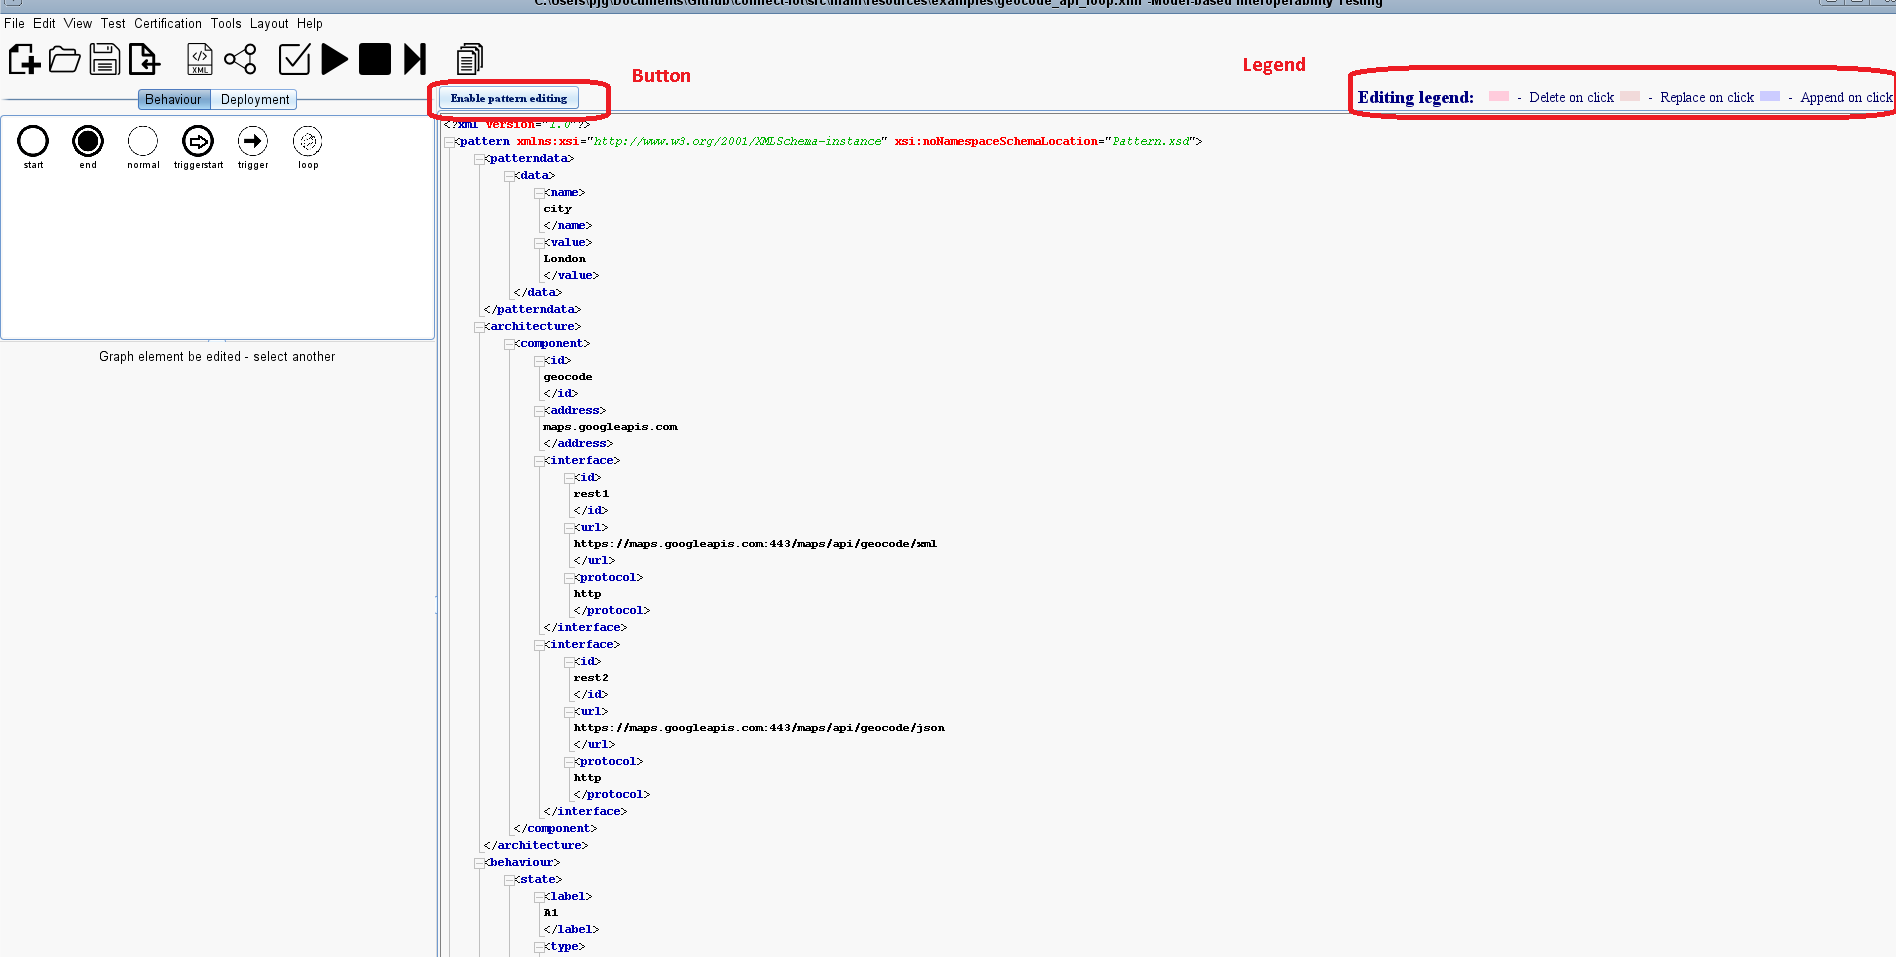 C:\Users\pjg\Documents\GitHub\connect-iot\src\main\resources\examples\geocode_api_loop.xml -Model-based Interoperability Testing
File Edit View Test Certification Tools Layout Help
XML
Button
Legend
Behaviour Deployment
Enable pattern editing
Editing legend: - Delete on click - Replace on click - Append on click
start end normal triggerstart trigger loop
Graph element be edited - select another
<?xml version="1.0"?>
<pattern xmlns:xsi="http://www.w3.org/2001/XMLSchema-instance" xsi:noNamespaceSchemaLocation="Pattern.xsd">
<patterndata>
<data>
<name>
city
</name>
<value>
London
</value>
</data>
</patterndata>
<architecture>
<component>
<id>
geocode
</id>
<address>
maps.googleapis.com
</address>
<interface>
<id>
rest1
</id>
<url>
https://maps.googleapis.com:443/maps/api/geocode/xml
</url>
<protocol>
http
</protocol>
</interface>
<interface>
<id>
rest2
</id>
<url>
https://maps.googleapis.com:443/maps/api/geocode/json
</url>
<protocol>
http
</protocol>
</interface>
</component>
</architecture>
<behaviour>
<state>
<label>
A1
</label>
<type>